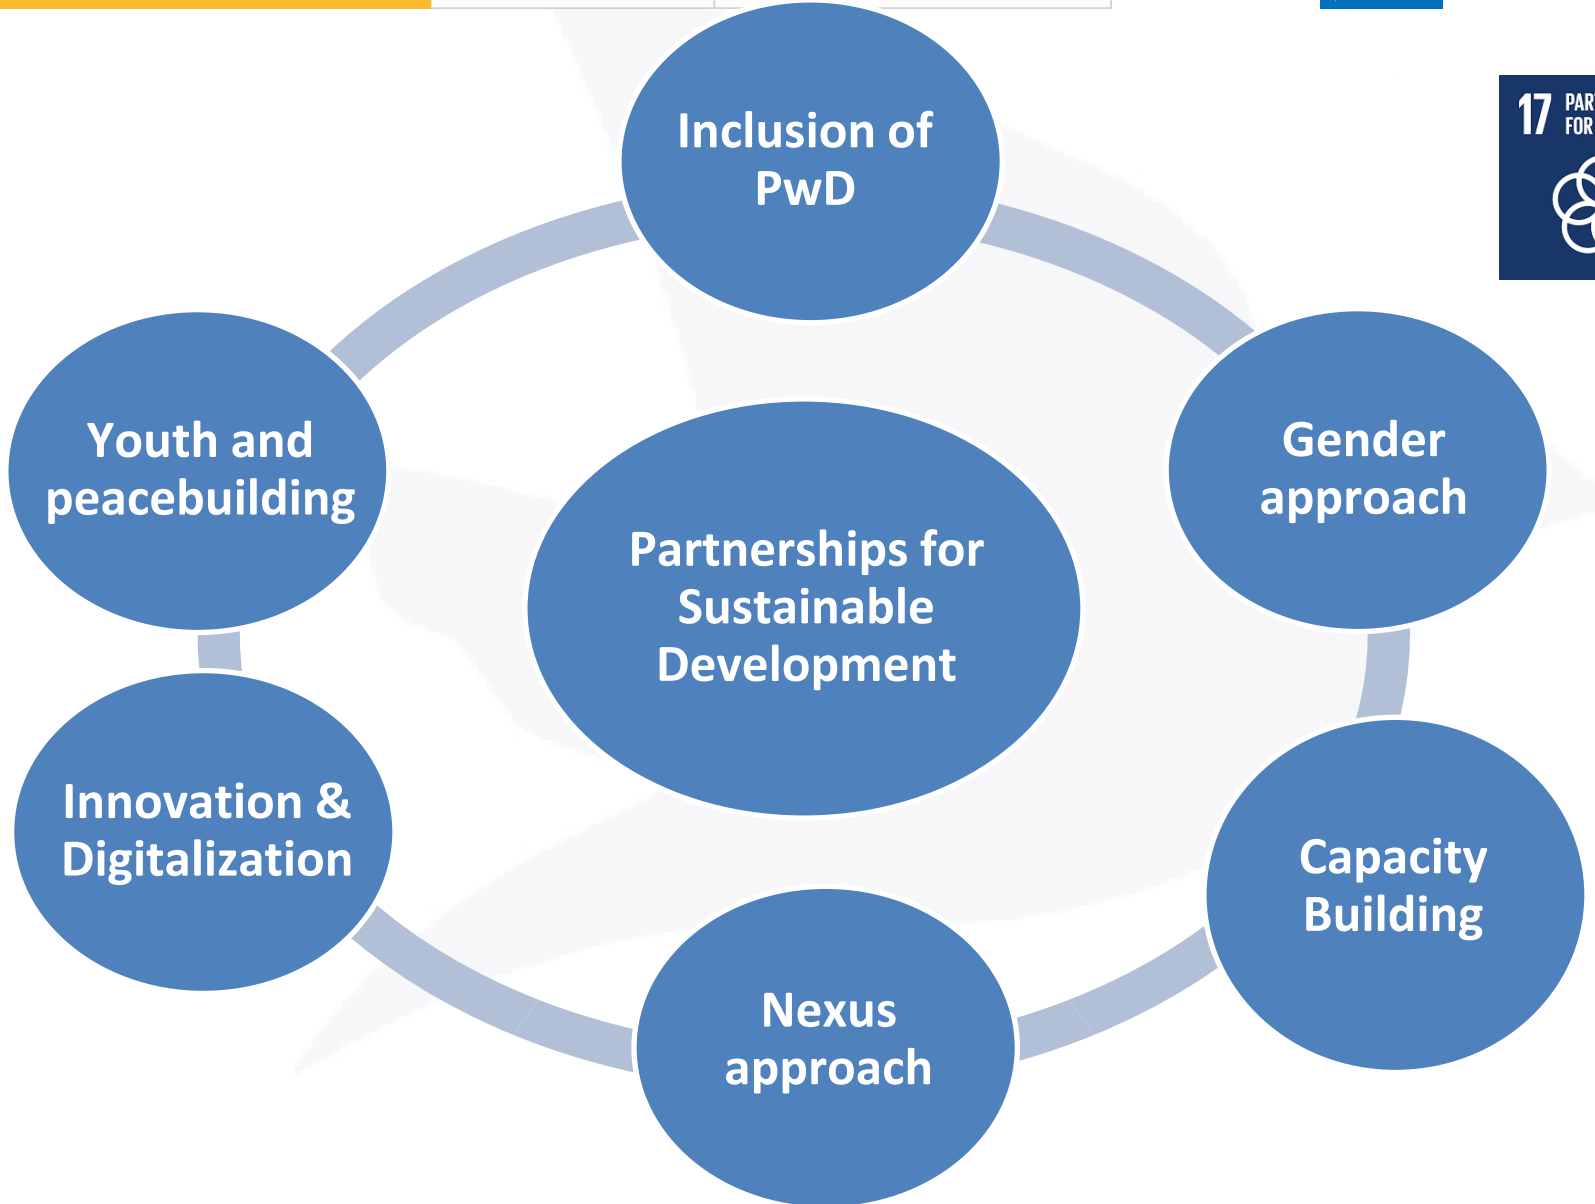 Inclusion of
PwD
17
FOR
Youth and
peacebuilding
Gender
approach
Partnerships for
Sustainable
Development
Innovation &
Digitalization
Capacity
Building
Nexus
approach